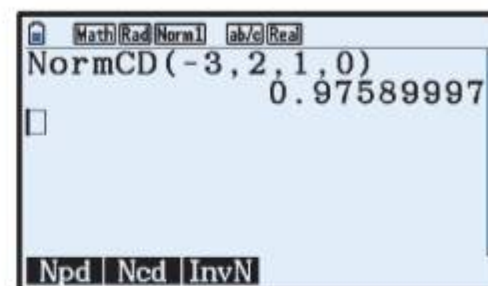 Math Rad Norm1 ab/c Real
NormCD(-3,2,1,0)
0.97589997
Npd Ncd InvN